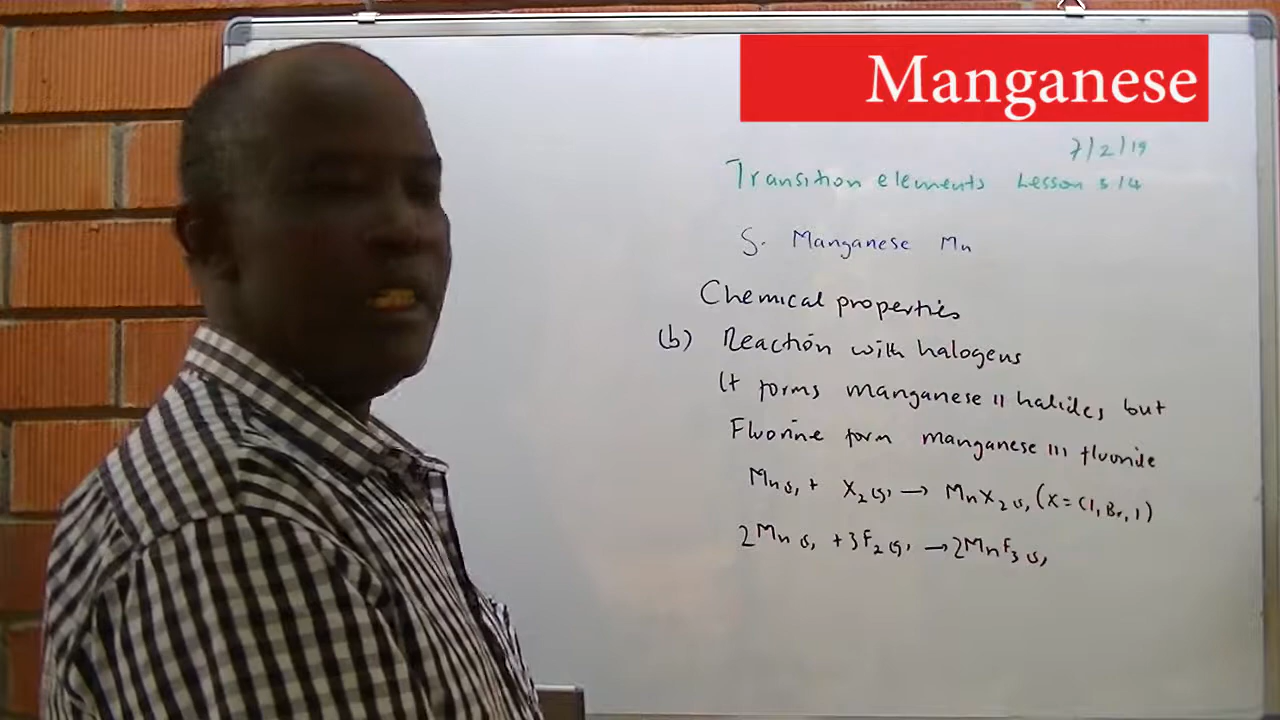 Manganese
7/2/19
Transition elements Lesson 3/4
5. Manganese Mn
Chemical properties
(b) Reaction with halogens
It forms manganese II halides but
Fluorine form manganese III fluoride
Mn(s) + X2(g) → MnX2(s) (X = Cl, Br, I)
2Mn(s) + 3F2(g) → 2MnF3(s)